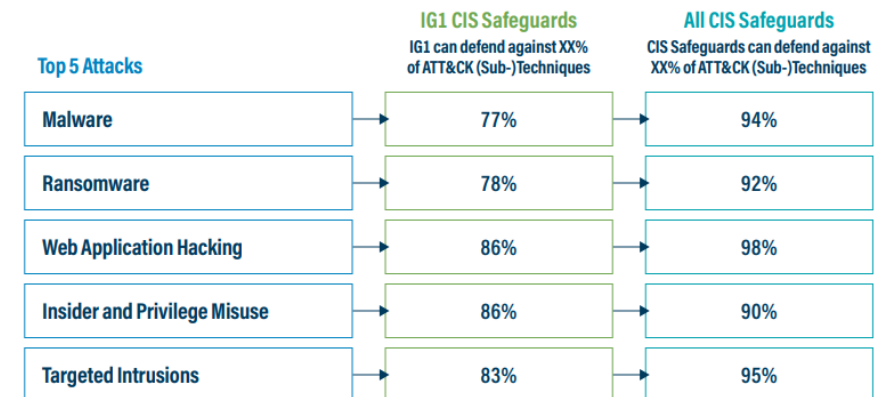 IG1 CIS Safeguards
All CIS Safeguards
IG1 can defend against XX%
of ATT&CK (Sub-)Techniques
CIS Safeguards can defend against
XX% of ATT&CK (Sub-)Techniques
Top 5 Attacks
Malware 77% 94%
Ransomware 78% 92%
Web Application Hacking 86% 98%
Insider and Privilege Misuse 86% 90%
Targeted Intrusions 83% 95%